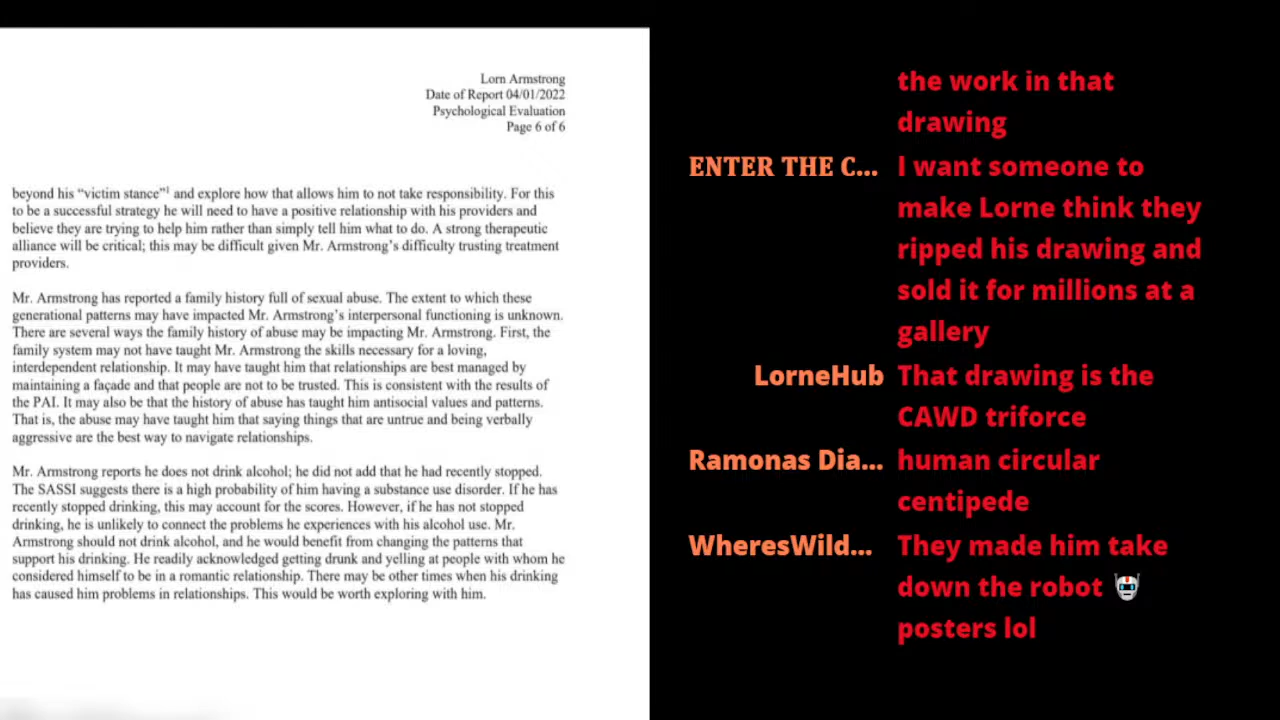 Lorn Armstrong
Date of Report 04/01/2022
Psychological Evaluation
Page 6 of 6
beyond his “victim stance”¹ and explore how that allows him to not take responsibility. For this
to be a successful strategy he will need to have a positive relationship with his providers and
believe they are trying to help him rather than simply tell him what to do. A strong therapeutic
alliance will be critical; this may be difficult given Mr. Armstrong’s difficulty trusting treatment
providers.
Mr. Armstrong has reported a family history full of sexual abuse. The extent to which these
generational patterns may have impacted Mr. Armstrong’s interpersonal functioning is unknown.
There are several ways the family history of abuse may be impacting Mr. Armstrong. First, the
family system may not have taught Mr. Armstrong the skills necessary for a loving,
interdependent relationship. It may have taught him that relationships are best managed by
maintaining a façade and that people are not to be trusted. This is consistent with the results of
the PAI. It may also be that the history of abuse has taught him antisocial values and patterns.
That is, the abuse may have taught him that saying things that are untrue and being verbally
aggressive are the best way to navigate relationships.
Mr. Armstrong reports he does not drink alcohol; he did not add that he had recently stopped.
The SASSI suggests there is a high probability of him having a substance use disorder. If he has
recently stopped drinking, this may account for the scores. However, if he has not stopped
drinking, he is unlikely to connect the problems he experiences with his alcohol use. Mr.
Armstrong should not drink alcohol, and he would benefit from changing the patterns that
support his drinking. He readily acknowledged getting drunk and yelling at people with whom he
considered himself to be in a romantic relationship. There may be other times when his drinking
has caused him problems in relationships. This would be worth exploring with him.
the work in that
drawing
ENTER THE C... I want someone to
make Lorne think they
ripped his drawing and
sold it for millions at a
gallery
LorneHub That drawing is the
CAWD triforce
Ramonas Dia... human circular
centipede
WheresWild... They made him take
down the robot 🤖
posters lol